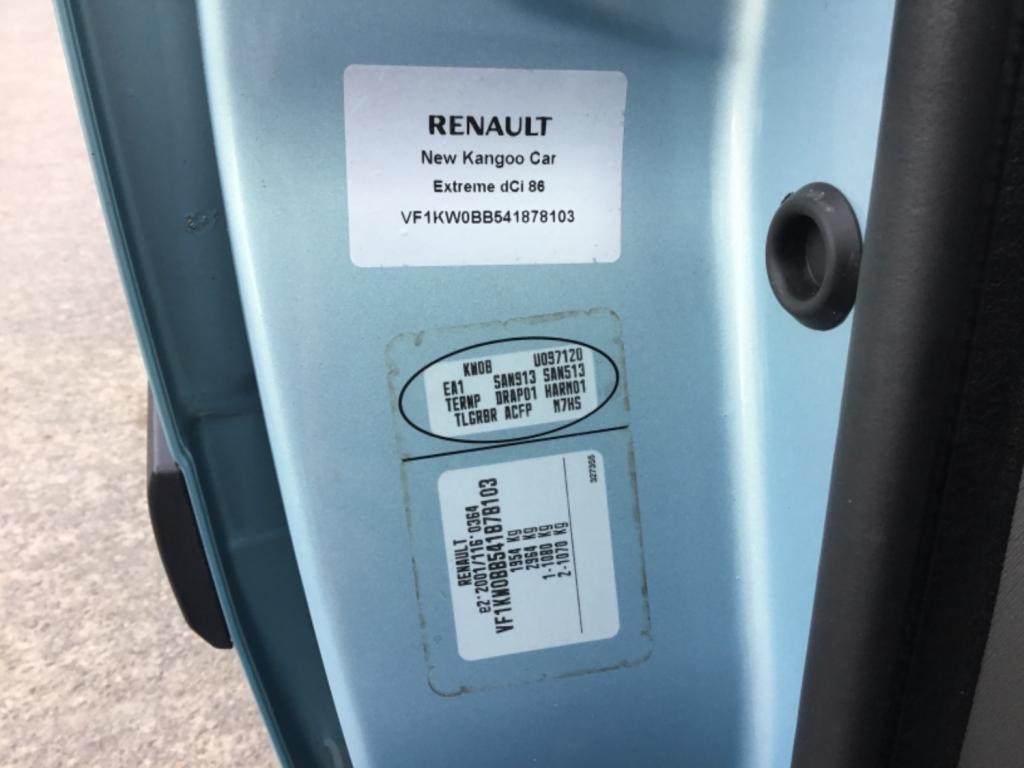 RENAULT
New Kangoo Car
Extreme dCi 86
VF1KW0BB541878103
KW0B U097120
EA1 SAN913 SAN513
TERNP DRAP01 HARM01
TLGRBR ACFP M7HS
RENAULT
e2*2001/116*0364
VF1KW0BB541878103
1954 Kg
2964 Kg
1-1080 Kg
2-1070 Kg
327355